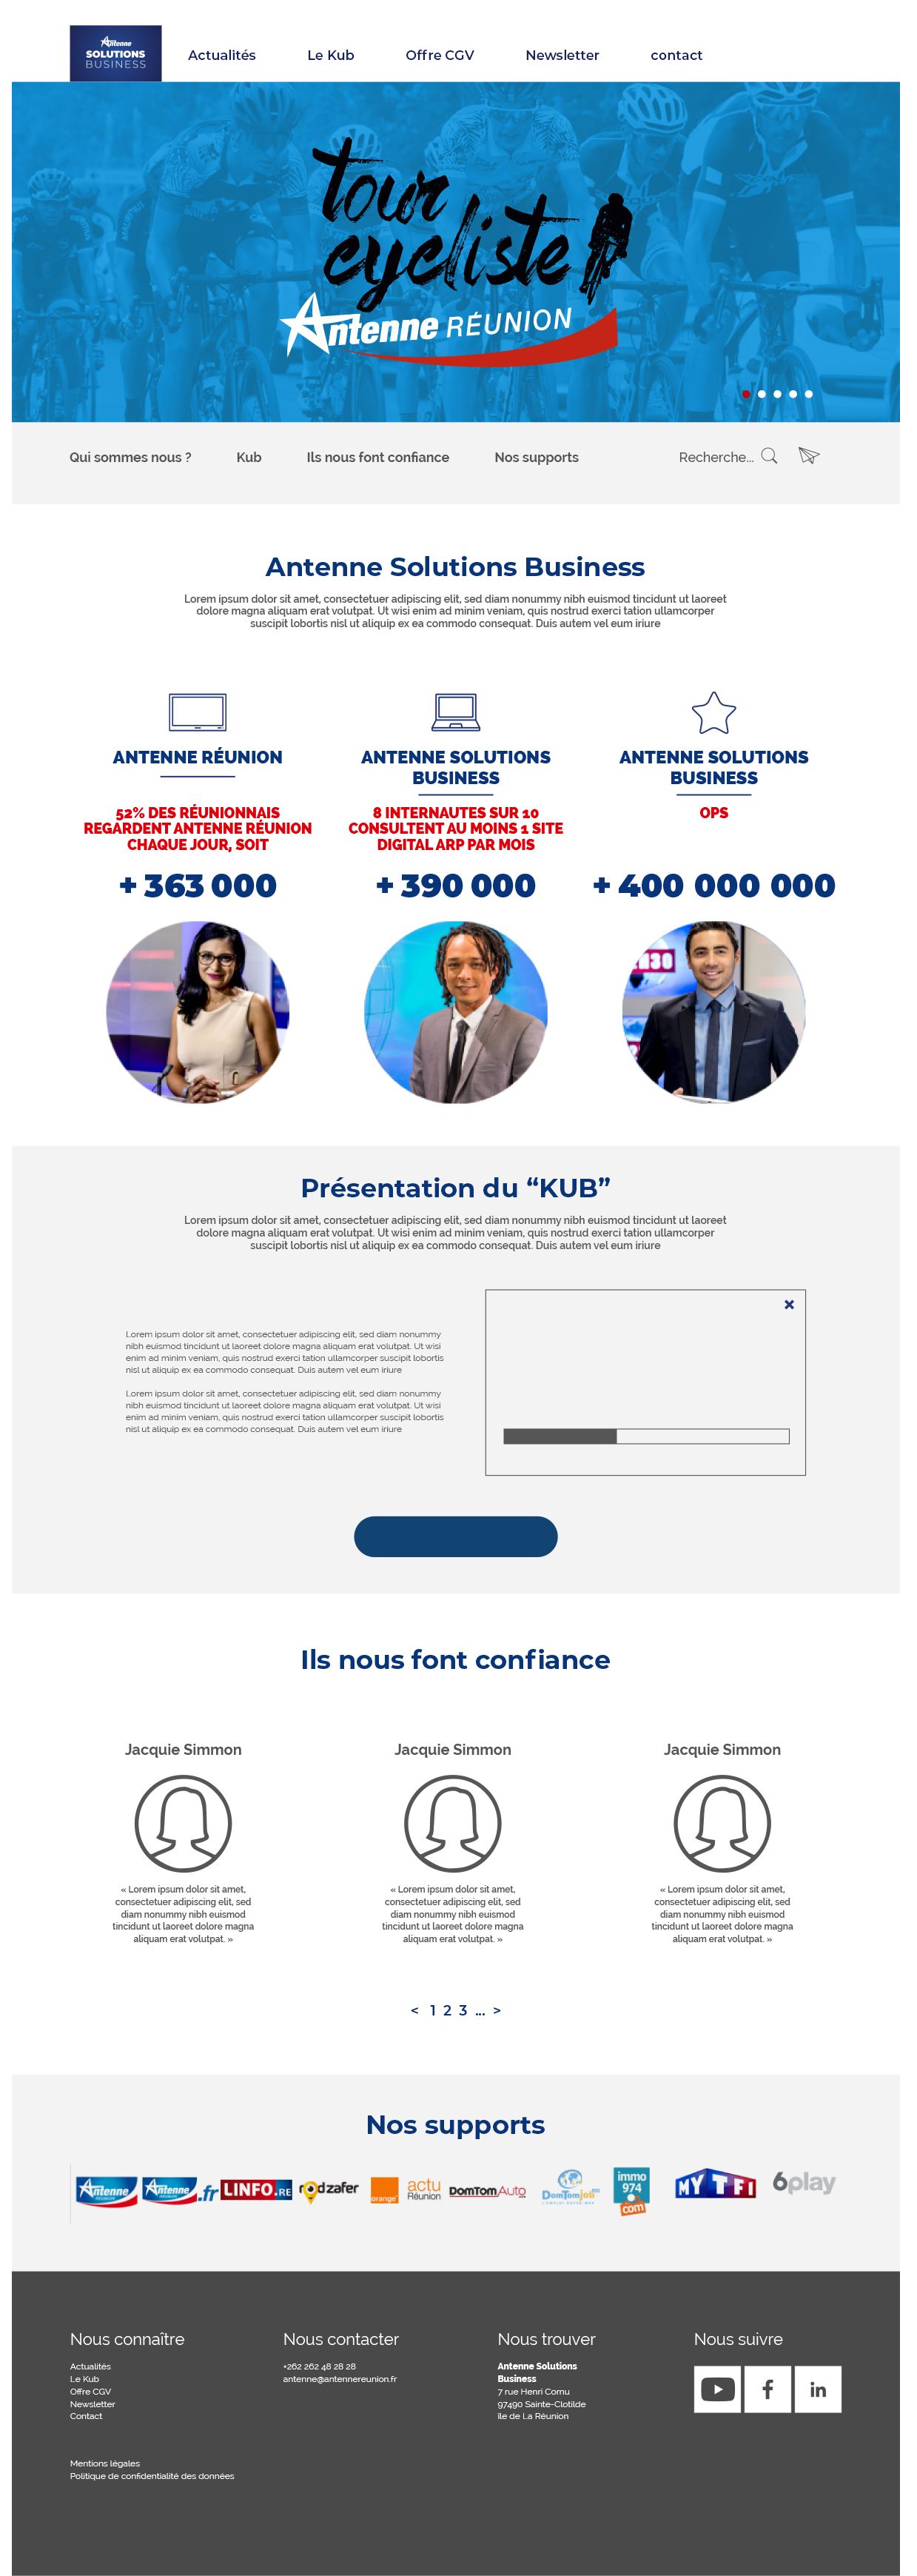 Antenne
SOLUTIONS
BUSINESS
Actualités Le Kub Offre CGV Newsletter contact
tour
cycliste
Antenne RÉUNION
Qui sommes nous ? Kub Ils nous font confiance Nos supports Recherche...
Antenne Solutions Business
Lorem ipsum dolor sit amet, consectetuer adipiscing elit, sed diam nonummy nibh euismod tincidunt ut laoreet
dolore magna aliquam erat volutpat. Ut wisi enim ad minim veniam, quis nostrud exerci tation ullamcorper
suscipit lobortis nisl ut aliquip ex ea commodo consequat. Duis autem vel eum iriure
ANTENNE RÉUNION
52% DES RÉUNIONNAIS
REGARDENT ANTENNE RÉUNION
CHAQUE JOUR, SOIT
+ 363 000
ANTENNE SOLUTIONS
BUSINESS
8 INTERNAUTES SUR 10
CONSULTENT AU MOINS 1 SITE
DIGITAL ARP PAR MOIS
+ 390 000
ANTENNE SOLUTIONS
BUSINESS
OPS
+ 400 000 000
Présentation du “KUB”
Lorem ipsum dolor sit amet, consectetuer adipiscing elit, sed diam nonummy nibh euismod tincidunt ut laoreet
dolore magna aliquam erat volutpat. Ut wisi enim ad minim veniam, quis nostrud exerci tation ullamcorper
suscipit lobortis nisl ut aliquip ex ea commodo consequat. Duis autem vel eum iriure
Lorem ipsum dolor sit amet, consectetuer adipiscing elit, sed diam nonummy
nibh euismod tincidunt ut laoreet dolore magna aliquam erat volutpat. Ut wisi
enim ad minim veniam, quis nostrud exerci tation ullamcorper suscipit lobortis
nisl ut aliquip ex ea commodo consequat. Duis autem vel eum iriure
Lorem ipsum dolor sit amet, consectetuer adipiscing elit, sed diam nonummy
nibh euismod tincidunt ut laoreet dolore magna aliquam erat volutpat. Ut wisi
enim ad minim veniam, quis nostrud exerci tation ullamcorper suscipit lobortis
nisl ut aliquip ex ea commodo consequat. Duis autem vel eum iriure
Ils nous font confiance
Jacquie Simmon
« Lorem ipsum dolor sit amet,
consectetuer adipiscing elit, sed
diam nonummy nibh euismod
tincidunt ut laoreet dolore magna
aliquam erat volutpat. »
Jacquie Simmon
« Lorem ipsum dolor sit amet,
consectetuer adipiscing elit, sed
diam nonummy nibh euismod
tincidunt ut laoreet dolore magna
aliquam erat volutpat. »
Jacquie Simmon
« Lorem ipsum dolor sit amet,
consectetuer adipiscing elit, sed
diam nonummy nibh euismod
tincidunt ut laoreet dolore magna
aliquam erat volutpat. »
< 1 2 3 ... >
Nos supports
Antenne
RÉUNION
Antenne
RÉUNION .fr
LINFO.RE
rodzafer
orange
actu
Réunion
DomTomAuto
DomTomJob
immo
974
com
MYTF1
6play
Nous connaître
Actualités
Le Kub
Offre CGV
Newsletter
Contact
Mentions légales
Politique de confidentialité des données
Nous contacter
+262 262 48 28 28
antenne@antennereunion.fr
Nous trouver
Antenne Solutions
Business
7 rue Henri Cornu
97490 Sainte-Clotilde
île de La Réunion
Nous suivre
f
in